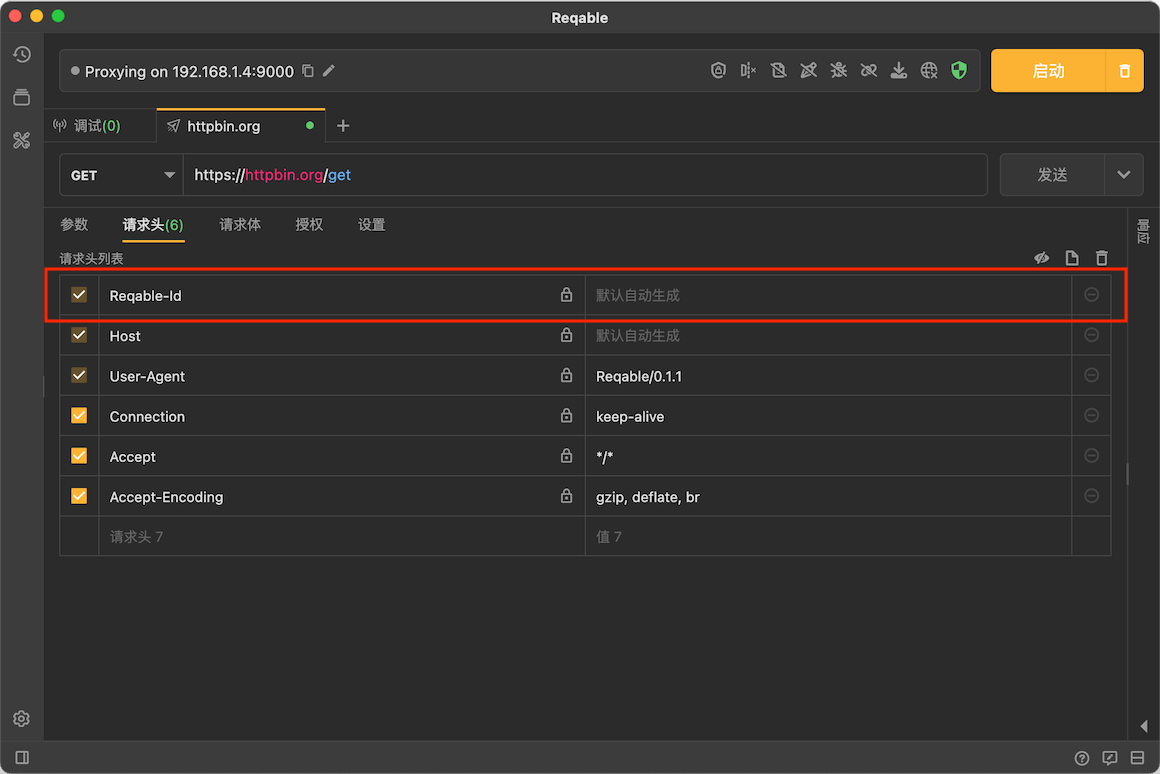 Reqable
Proxying on 192.168.1.4:9000
启动
调试(0)
httpbin.org
GET
https://httpbin.org/get
发送
参数
请求头(6)
请求体
授权
设置
响应
请求头列表
Reqable-Id
默认自动生成
Host
默认自动生成
User-Agent
Reqable/0.1.1
Connection
keep-alive
Accept
*/*
Accept-Encoding
gzip, deflate, br
请求头 7
值 7